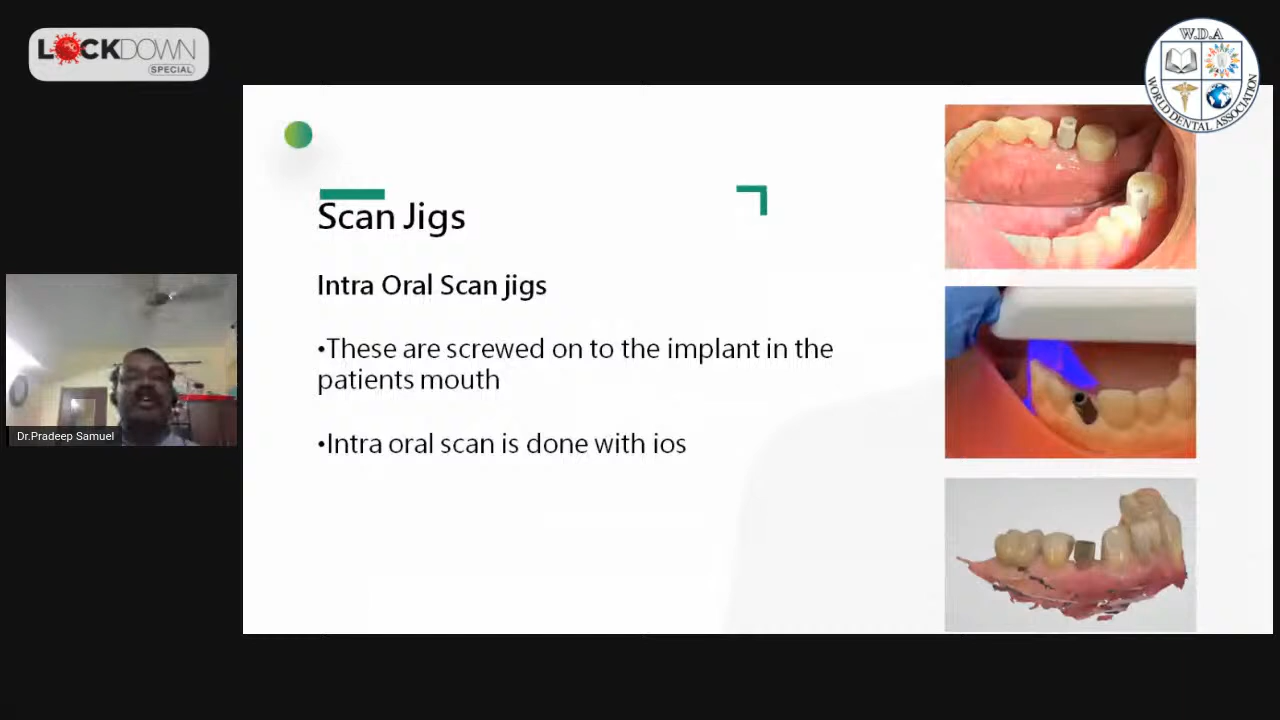 LOCKDOWN
SPECIAL
W.D.A
WORLD DENTAL ASSOCIATION
Scan Jigs
Intra Oral Scan jigs
•These are screwed on to the implant in the
patients mouth
•Intra oral scan is done with ios
Dr.Pradeep Samuel